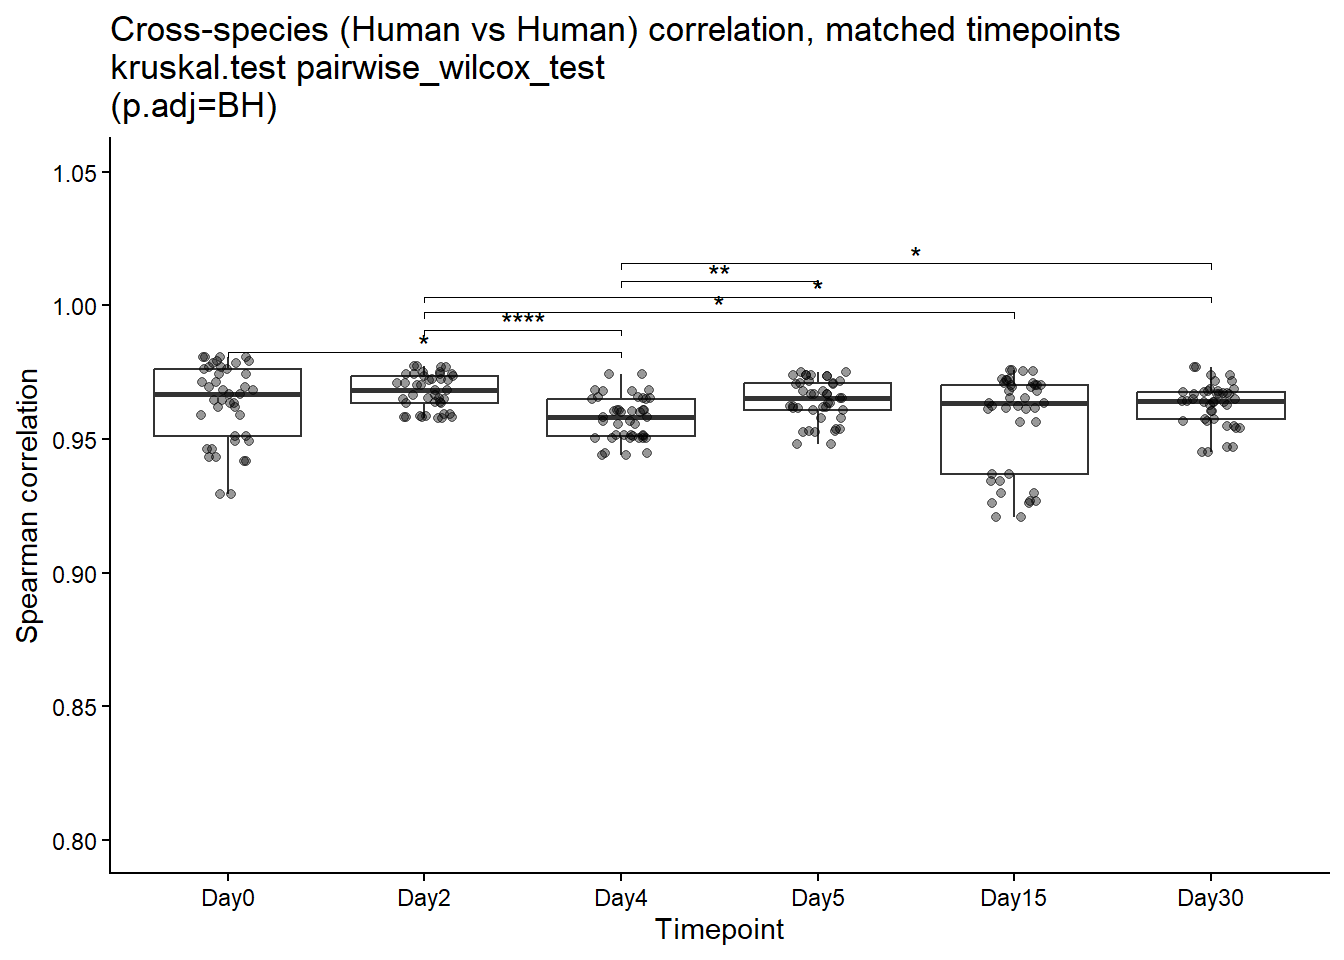 Cross-species (Human vs Human) correlation, matched timepoints
kruskal.test pairwise_wilcox_test
(p.adj=BH)
1.05
1.00
0.95
0.90
0.85
0.80
Spearman correlation
*
**
*
*
****
*
Day0 Day2 Day4 Day5 Day15 Day30
Timepoint